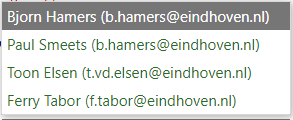 Bjorn Hamers (b.hamers@eindhoven.nl)
Paul Smeets (b.hamers@eindhoven.nl)
Toon Elsen (t.vd.elsen@eindhoven.nl)
Ferry Tabor (f.tabor@eindhoven.nl)